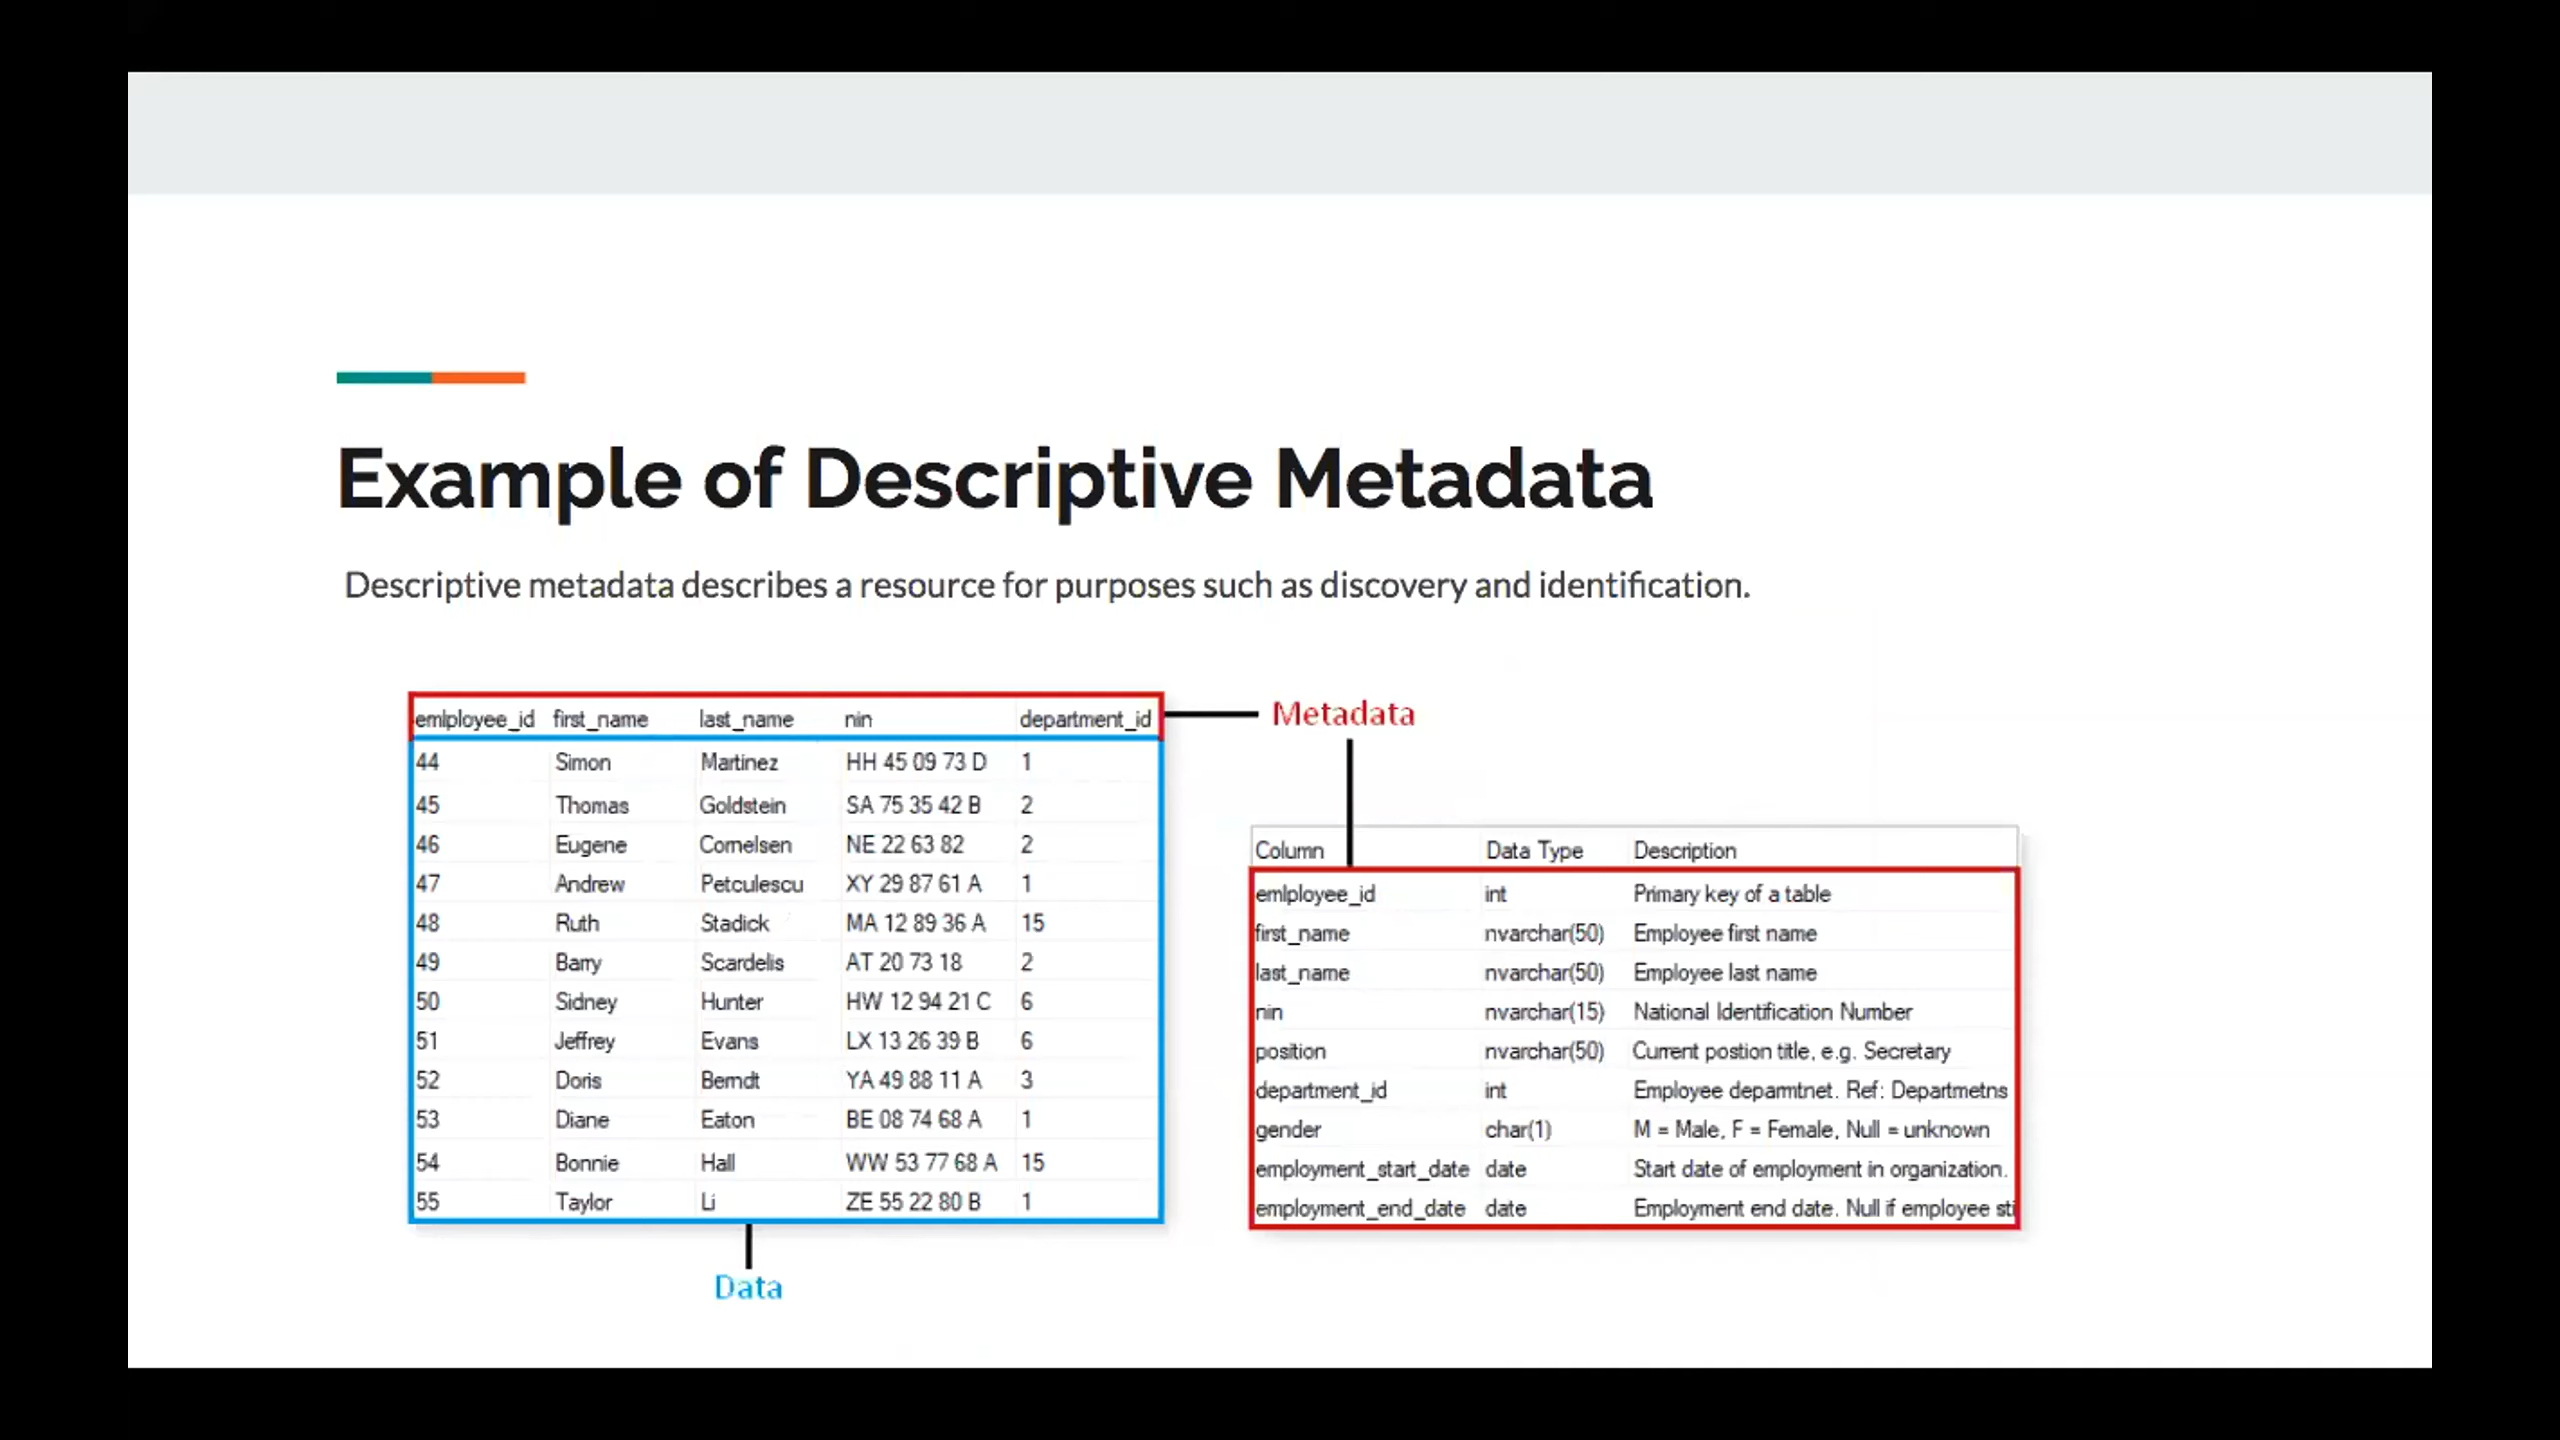 Example of Descriptive Metadata
Descriptive metadata describes a resource for purposes such as discovery and identification.
emlployee_id first_name last_name nin department_id
44 Simon Martinez HH 45 09 73 D 1
45 Thomas Goldstein SA 75 35 42 B 2
46 Eugene Cornelsen NE 22 63 82 2
47 Andrew Petculescu XY 29 87 61 A 1
48 Ruth Stadick MA 12 89 36 A 15
49 Barry Scardelis AT 20 73 18 2
50 Sidney Hunter HW 12 94 21 C 6
51 Jeffrey Evans LX 13 26 39 B 6
52 Doris Berndt YA 49 88 11 A 3
53 Diane Eaton BE 08 74 68 A 1
54 Bonnie Hall WW 53 77 68 A 15
55 Taylor Li ZE 55 22 80 B 1
Data
Metadata
Column Data Type Description
emlployee_id int Primary key of a table
first_name nvarchar(50) Employee first name
last_name nvarchar(50) Employee last name
nin nvarchar(15) National Identification Number
position nvarchar(50) Current postion title, e.g. Secretary
department_id int Employee deparmtnet. Ref: Departmetns
gender char(1) M = Male, F = Female, Null = unknown
employment_start_date date Start date of employment in organization.
employment_end_date date Employment end date. Null if employee sti